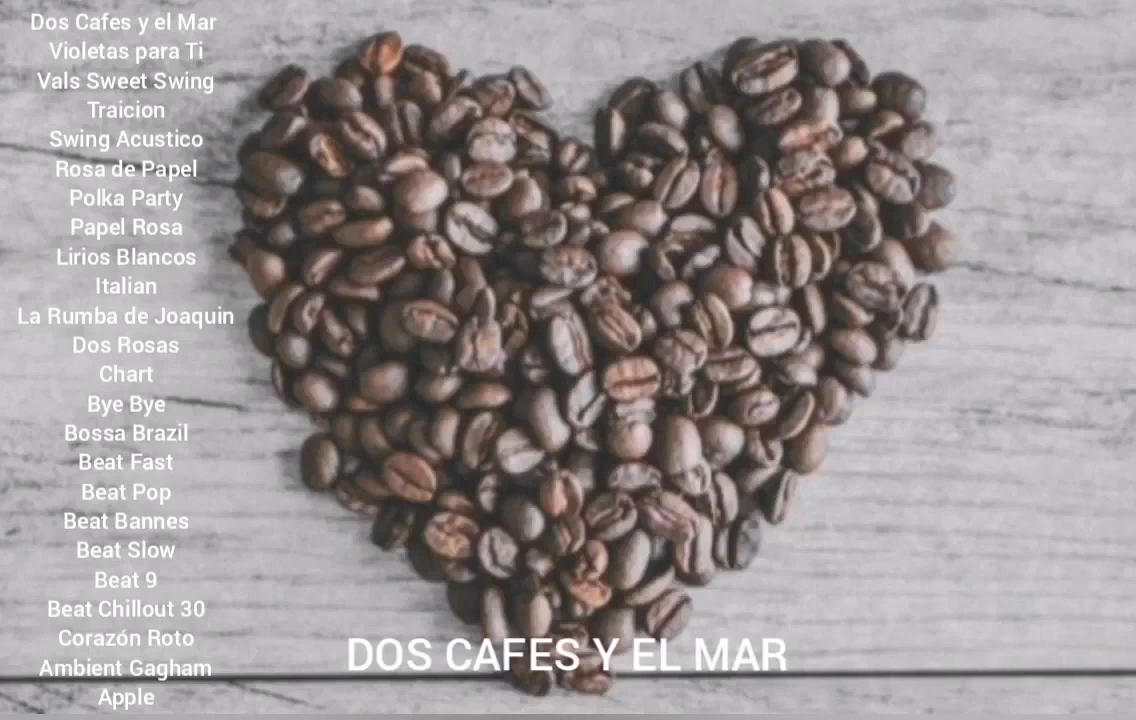 Dos Cafes y el Mar
Violetas para Ti
Vals Sweet Swing
Traicion
Swing Acustico
Rosa de Papel
Polka Party
Papel Rosa
Lirios Blancos
Italian
La Rumba de Joaquin
Dos Rosas
Chart
Bye Bye
Bossa Brazil
Beat Fast
Beat Pop
Beat Bannes
Beat Slow
Beat 9
Beat Chillout 30
Corazón Roto
Ambient Gagham
Apple
DOS CAFES Y EL MAR